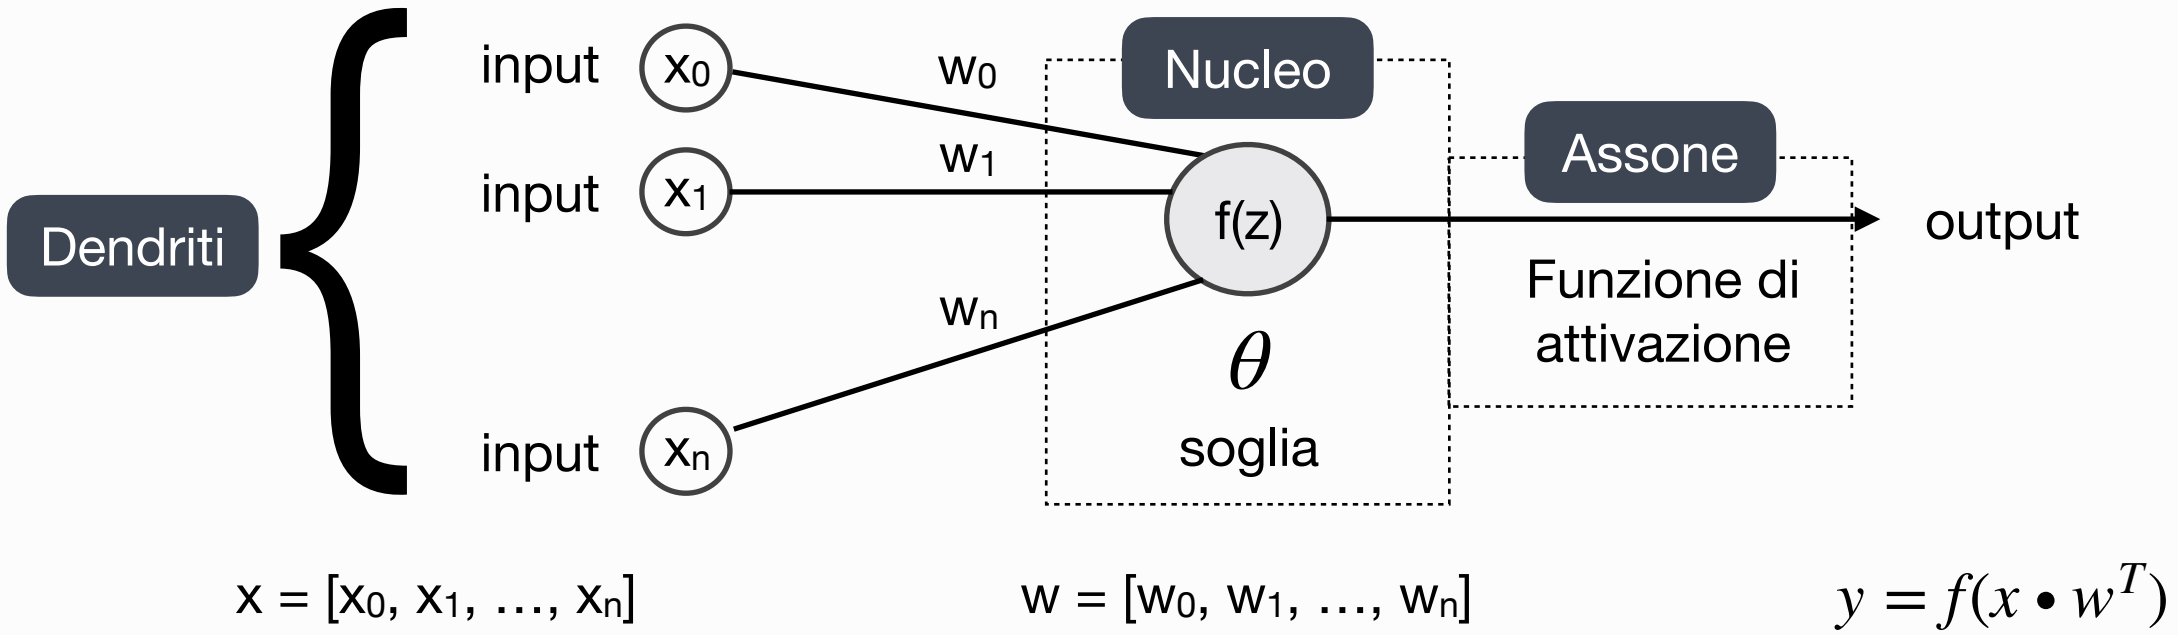 Dendriti
input x₀
input x₁
input xₙ
w₀
w₁
wₙ
Nucleo
f(z)
θ
soglia
Assone
Funzione di
attivazione
output
x = [x₀, x₁, ..., xₙ]
w = [w₀, w₁, ..., wₙ]
y = f(x • wᵀ)